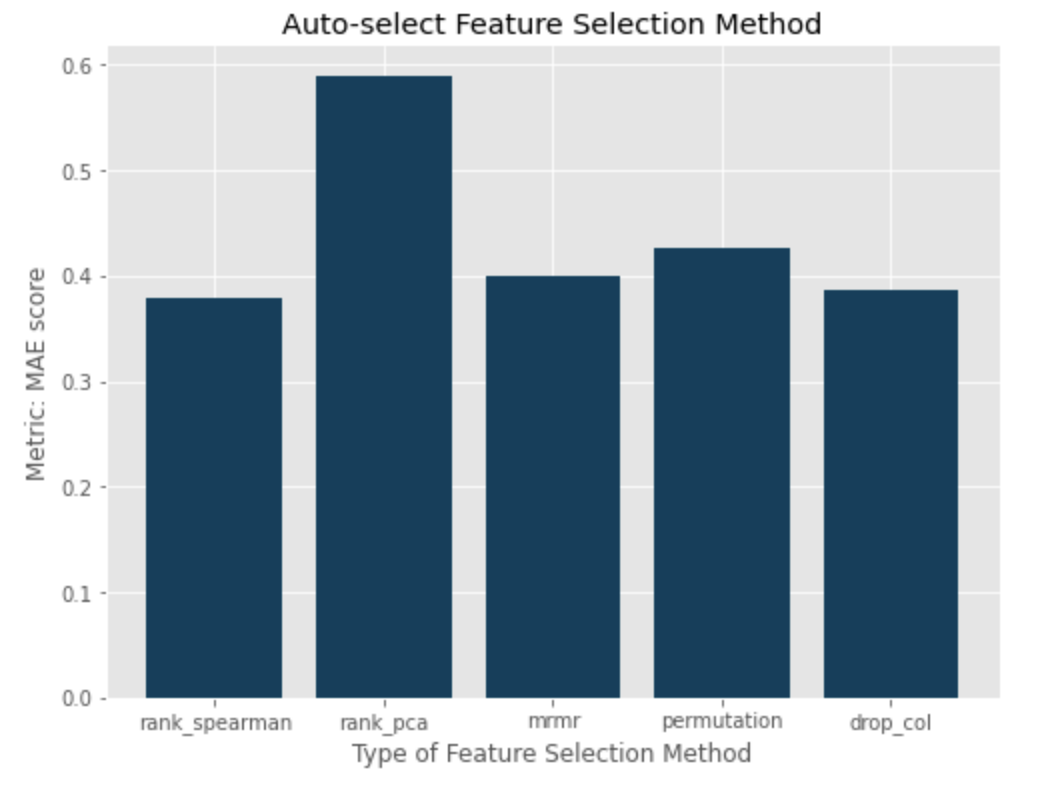 Auto-select Feature Selection Method
Metric: MAE score
0.6
0.5
0.4
0.3
0.2
0.1
0.0
rank_spearman
rank_pca
mrmr
permutation
drop_col
Type of Feature Selection Method